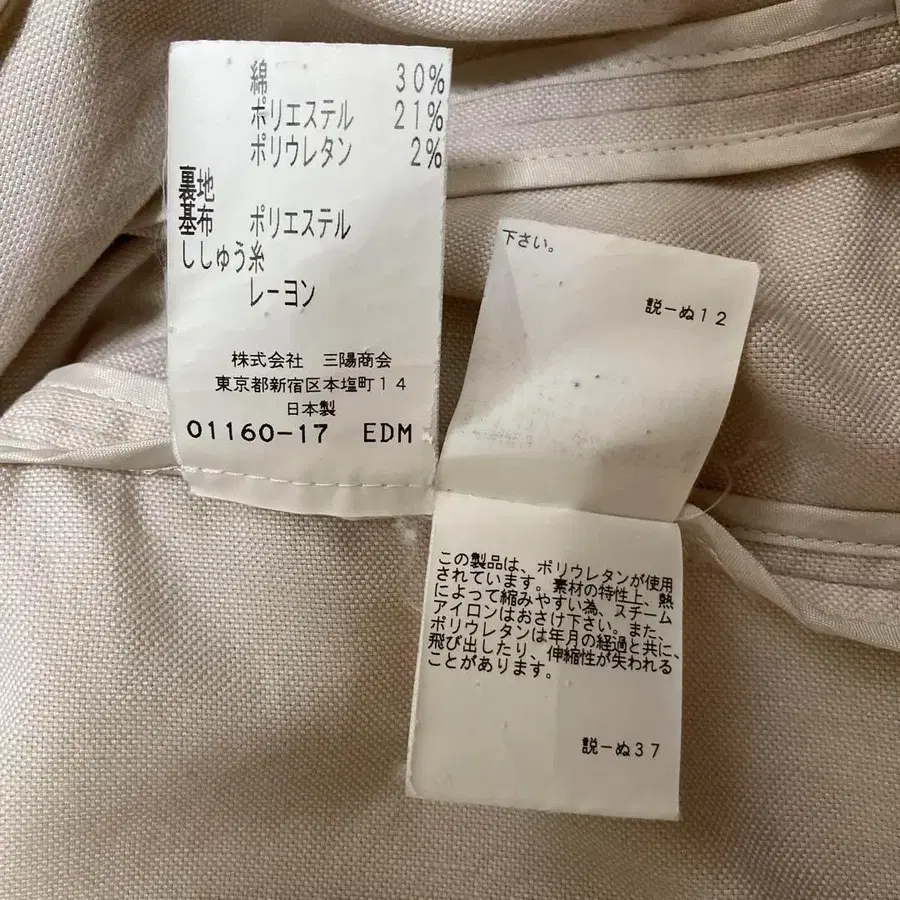 綿 30%
ポリエステル 21%
ポリウレタン 2%
裏地
基布 ポリエステル
ししゅう糸
レーヨン
株式会社 三陽商会
東京都新宿区本塩町14
日本製
01160-17 EDM
下さい。
説-ぬ12
この製品は、ポリウレタンが使用
されています。素材の特性上、熱
によって縮みやすい為、スチーム
アイロンはおさけ下さい。また、
ポリウレタンは年月の経過と共に、
飛び出したり、伸縮性が失われる
ことがあります。
説-ぬ37